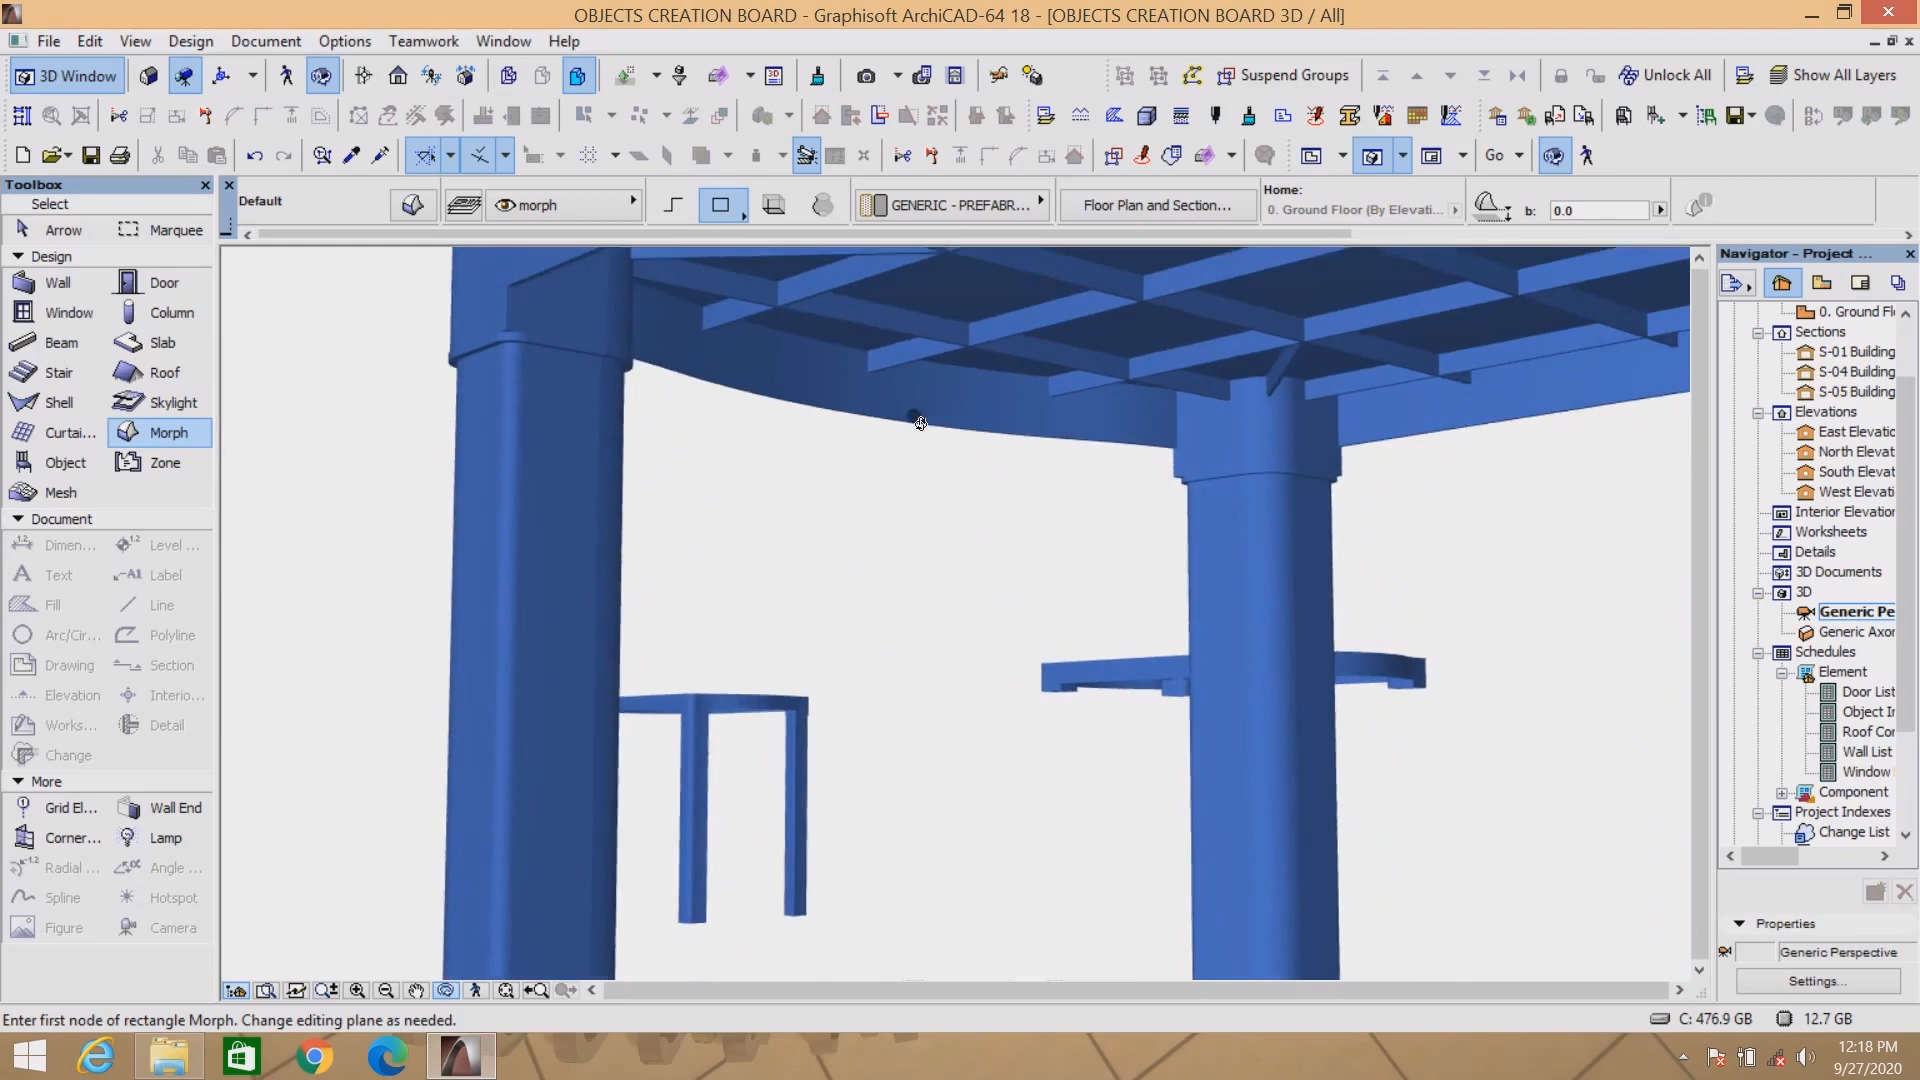 OBJECTS CREATION BOARD - Graphisoft ArchiCAD-64 18 - [OBJECTS CREATION BOARD 3D / All]
File Edit View Design Document Options Teamwork Window Help
3D Window Suspend Groups Unlock All Show All Layers
Go
Toolbox
Select
Default morph GENERIC - PREFABR... Floor Plan and Section...
Home:
0. Ground Floor (By Elevati...
b: 0.0
Arrow Marquee
Design
Wall Door
Window Column
Beam Slab
Stair Roof
Shell Skylight
Curtai... Morph
Object Zone
Mesh
Document
Dimen... Level ...
Text Label
Fill Line
Arc/Cir... Polyline
Drawing Section
Elevation Interio...
Works... Detail
Change
More
Grid El... Wall End
Corner... Lamp
Radial ... Angle ...
Spline Hotspot
Figure Camera
Navigator - Project ...
0. Ground Fl
Sections
S-01 Building
S-04 Building
S-05 Building
Elevations
East Elevatio
North Elevat
South Elevat
West Elevati
Interior Elevation
Worksheets
Details
3D Documents
3D
Generic Pe
Generic Axor
Schedules
Element
Door List
Object Ir
Roof Cor
Wall List
Window
Component
Project Indexes
Change List
Properties
Generic Perspective
Settings...
Enter first node of rectangle Morph. Change editing plane as needed.
C: 476.9 GB 12.7 GB
12:18 PM
9/27/2020